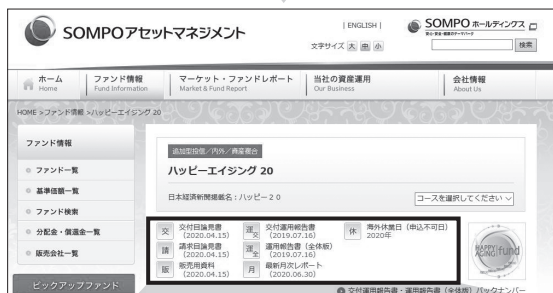 SOMPOアセットマネジメント
| ENGLISH |
SOMPO ホールディングス
安心・安全・健康のテーマパーク
文字サイズ 大 中 小
検索
ホーム
Home
ファンド情報
Fund Information
マーケット・ファンドレポート
Market & Fund Report
当社の資産運用
Our Business
会社情報
About Us
HOME >ファンド情報 >ハッピーエイジング 20
ファンド情報
ファンド一覧
基準価額一覧
ファンド検索
分配金・償還金一覧
販売会社一覧
ピックアップファンド
追加型投信／内外／資産複合
ハッピーエイジング 20
日本経済新聞掲載名：ハッピー２０
コースを選択してください
交 交付目論見書
(2020.04.15)
運交 交付運用報告書
(2019.07.16)
休 海外休業日（申込不可日）
2020年
請 請求目論見書
(2020.04.15)
運全 運用報告書（全体版）
(2019.07.16)
販 販売用資料
(2020.04.15)
月 最新月次レポート
(2020.06.30)
HAPPY AGING fund
交付運用報告書・運用報告書（全体版）バックナンバー